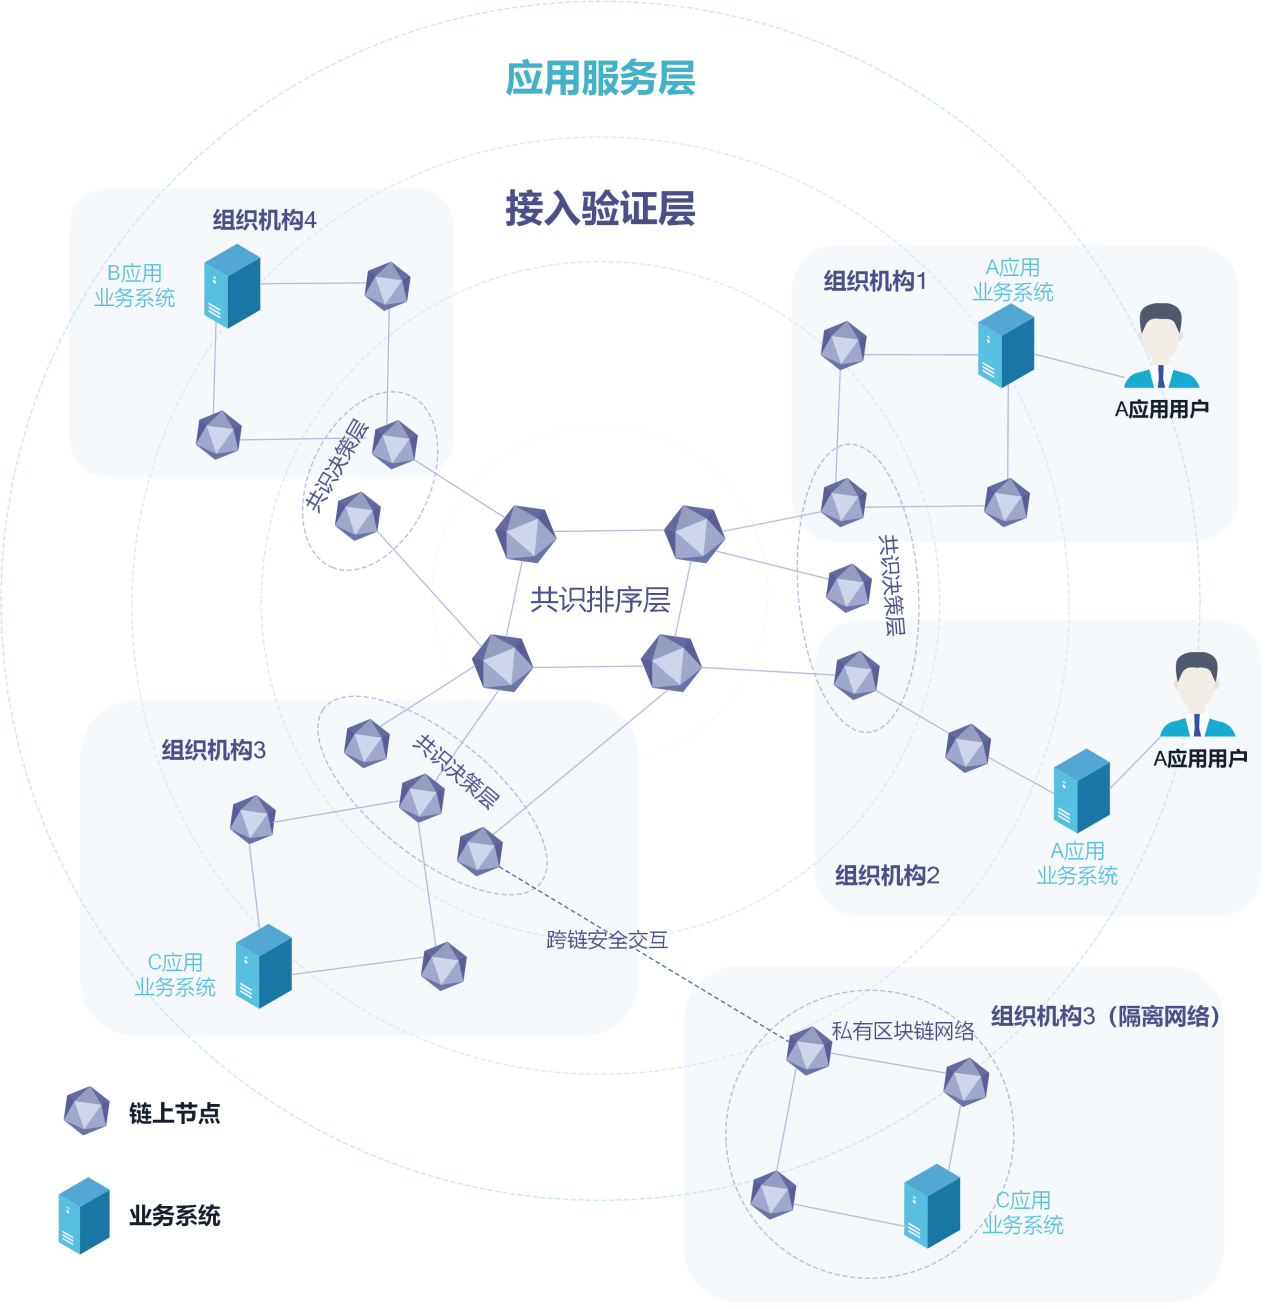 应用服务层
接入验证层
组织机构4
B应用
业务系统
共识决策层
组织机构1
A应用
业务系统
A应用用户
共识决策层
共识排序层
组织机构3
共识决策层
C应用
业务系统
A应用用户
A应用
业务系统
组织机构2
跨链安全交互
组织机构3（隔离网络）
私有区块链网络
C应用
业务系统
链上节点
业务系统